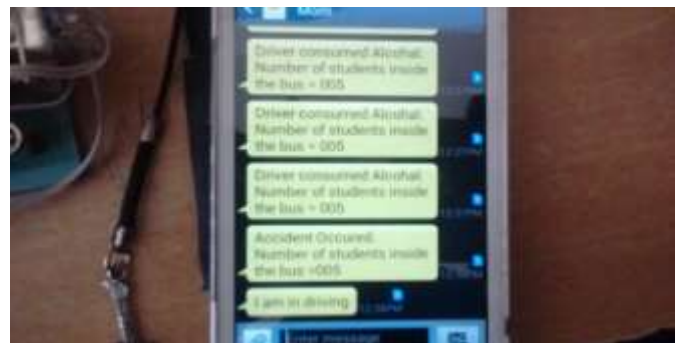 Driver consumed Alcohal.
Number of students inside
the bus = 005
Driver consumed Alcohal.
Number of students inside
the bus = 005
Driver consumed Alcohal.
Number of students inside
the bus = 005
Accident Occured.
Number of students inside
the bus =005
I am in driving
Enter message